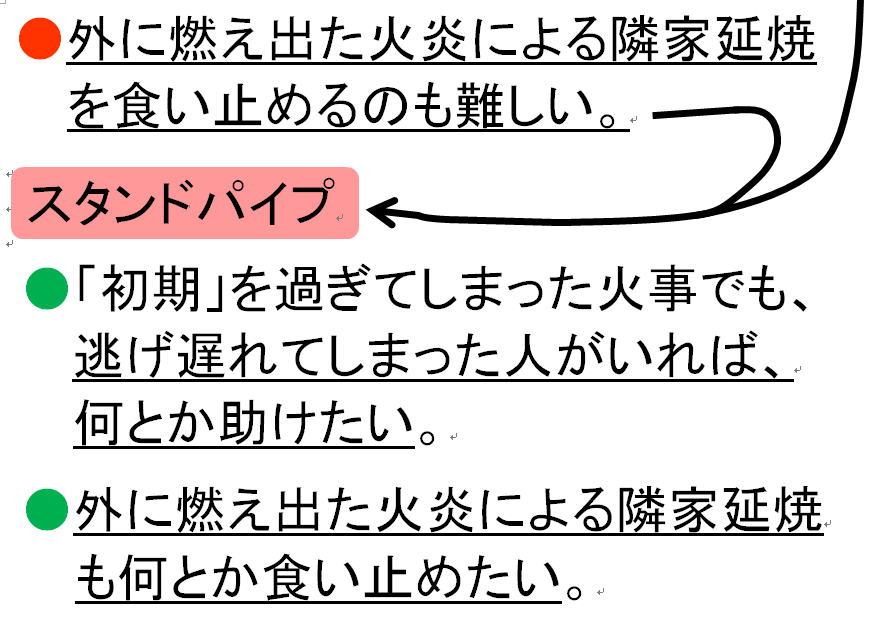 ●外に燃え出た火炎による隣家延焼
を食い止めるのも難しい。
スタンドパイプ
●「初期」を過ぎてしまった火事でも、
逃げ遅れてしまった人がいれば、
何とか助けたい。
●外に燃え出た火炎による隣家延焼
も何とか食い止めたい。